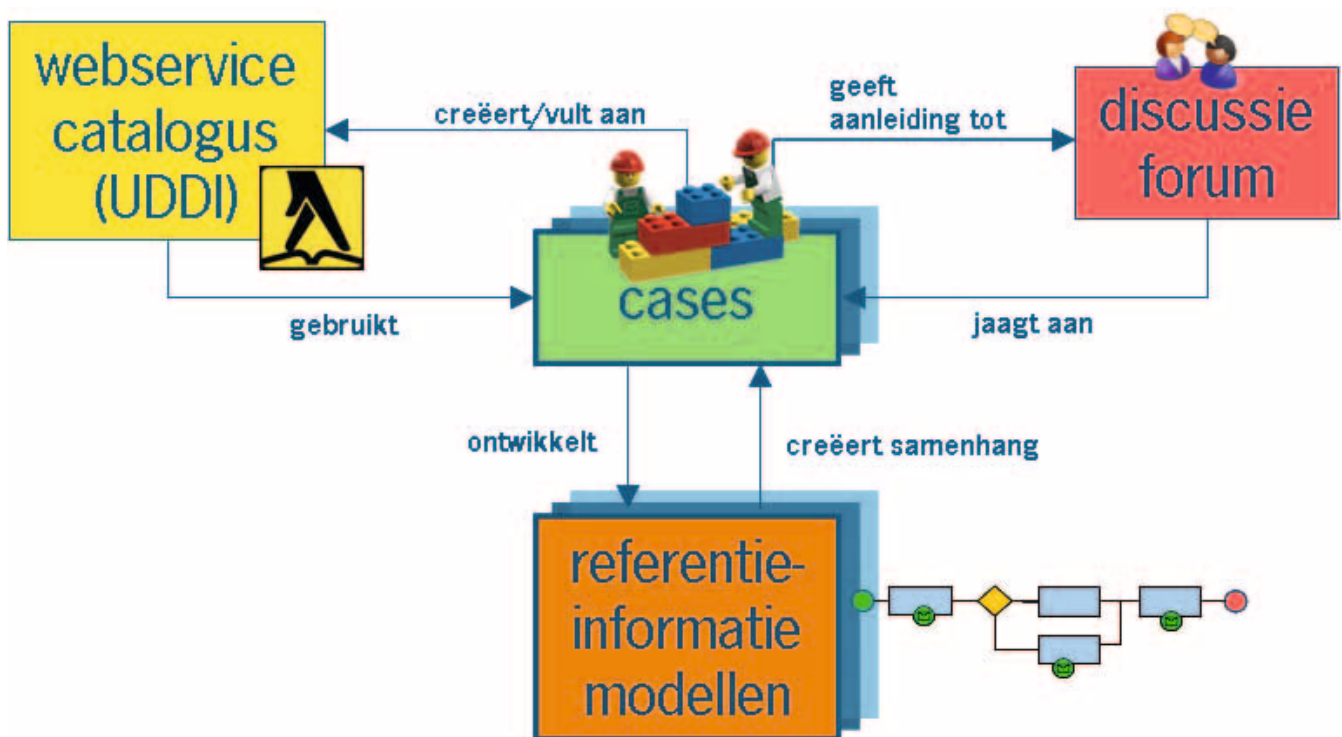 webservice
catalogus
(UDDI)
creëert/vult aan
geeft
aanleiding tot
discussie
forum
gebruikt
cases
jaagt aan
ontwikkelt
creëert samenhang
referentie-
informatie
modellen